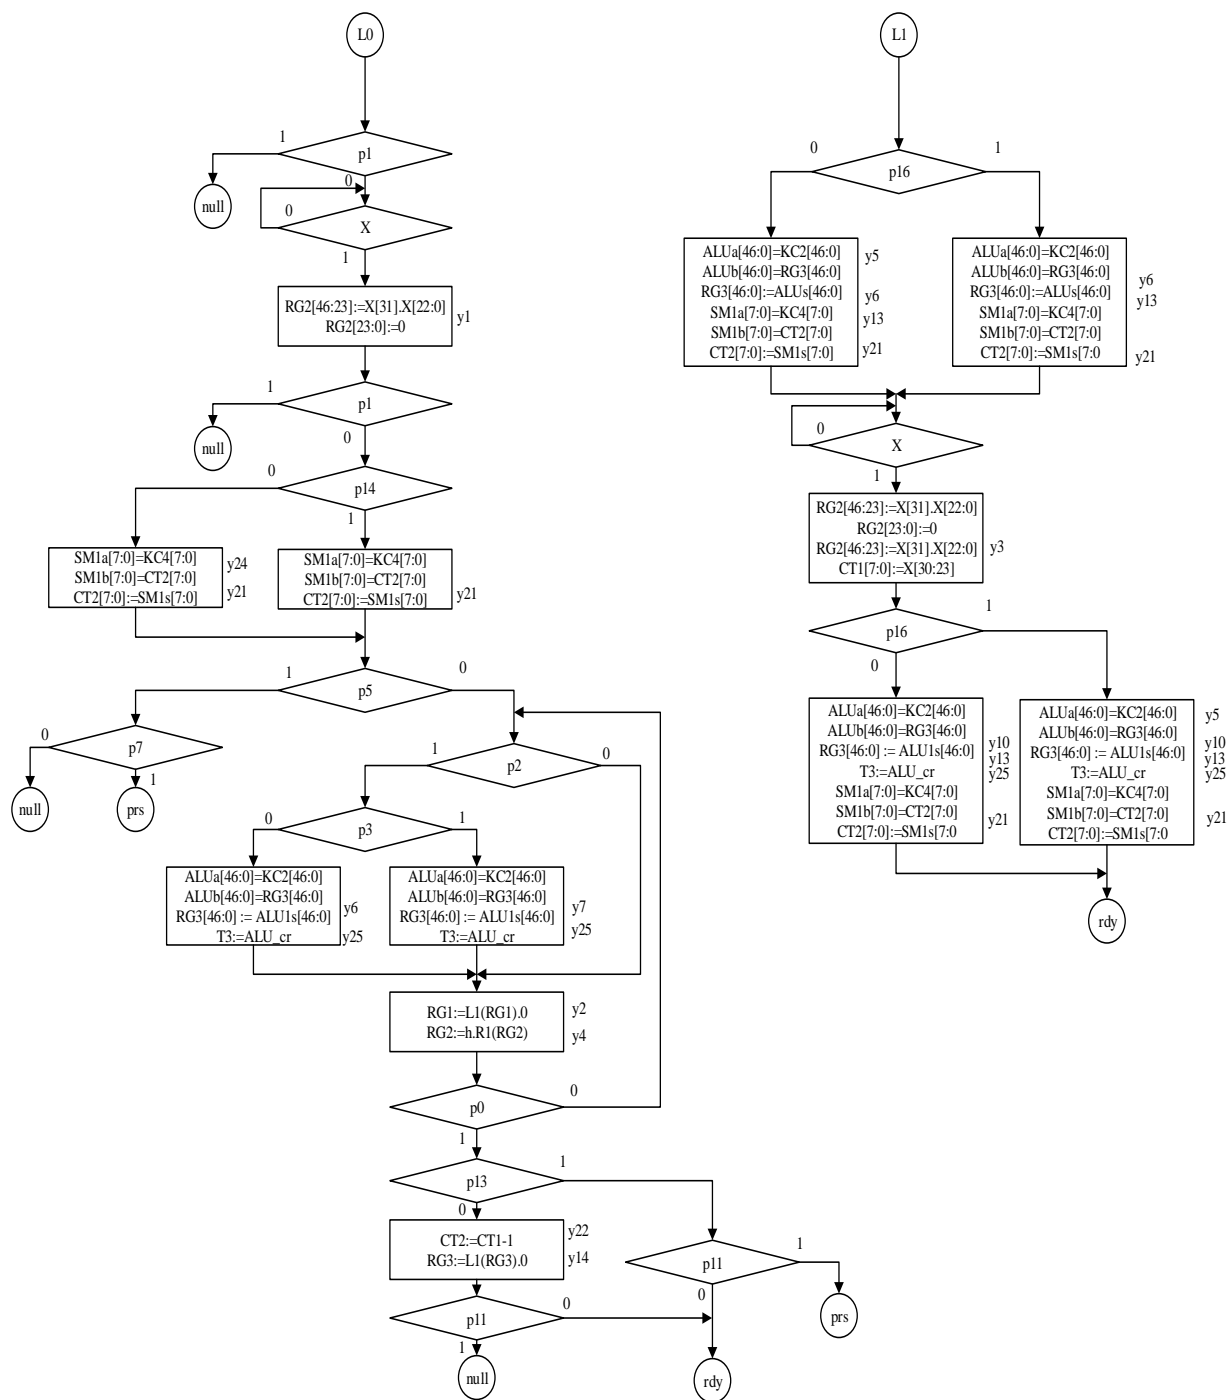 L0
1
p1
null
0
0
X
1
RG2[46:23]:=X[31].X[22:0]
RG2[23:0]:=0
y1
1
p1
null
0
0
p14
1
SM1a[7:0]=KC4[7:0]
SM1b[7:0]=CT2[7:0]
CT2[7:0]:=SM1s[7:0]
y24
y21
SM1a[7:0]=KC4[7:0]
SM1b[7:0]=CT2[7:0]
CT2[7:0]:=SM1s[7:0]
y21
1
p5
0
0
p7
1
null
prs
1
p2
0
0
p3
1
ALUa[46:0]=KC2[46:0]
ALUb[46:0]=RG3[46:0]
RG3[46:0] := ALU1s[46:0]
T3:=ALU_cr
y6
y25
ALUa[46:0]=KC2[46:0]
ALUb[46:0]=RG3[46:0]
RG3[46:0] := ALU1s[46:0]
T3:=ALU_cr
y7
y25
RG1:=L1(RG1).0
RG2:=h.R1(RG2)
y2
y4
p0
0
1
p13
1
0
CT2:=CT1-1
RG3:=L1(RG3).0
y22
y14
p11
1
0
prs
p11
0
1
null
rdy
L1
0
p16
1
ALUa[46:0]=KC2[46:0]
ALUb[46:0]=RG3[46:0]
RG3[46:0]:=ALUs[46:0]
SM1a[7:0]=KC4[7:0]
SM1b[7:0]=CT2[7:0]
CT2[7:0]:=SM1s[7:0]
y5
y6
y13
y21
ALUa[46:0]=KC2[46:0]
ALUb[46:0]=RG3[46:0]
RG3[46:0]:=ALUs[46:0]
SM1a[7:0]=KC4[7:0]
SM1b[7:0]=CT2[7:0]
CT2[7:0]:=SM1s[7:0
y6
y13
y21
0
X
1
RG2[46:23]:=X[31].X[22:0]
RG2[23:0]:=0
RG2[46:23]:=X[31].X[22:0]
CT1[7:0]:=X[30:23]
y3
p16
1
0
ALUa[46:0]=KC2[46:0]
ALUb[46:0]=RG3[46:0]
RG3[46:0] := ALU1s[46:0]
T3:=ALU_cr
SM1a[7:0]=KC4[7:0]
SM1b[7:0]=CT2[7:0]
CT2[7:0]:=SM1s[7:0
y10
y13
y25
y21
ALUa[46:0]=KC2[46:0]
ALUb[46:0]=RG3[46:0]
RG3[46:0] := ALU1s[46:0]
T3:=ALU_cr
SM1a[7:0]=KC4[7:0]
SM1b[7:0]=CT2[7:0]
CT2[7:0]:=SM1s[7:0
y5
y10
y13
y25
y21
rdy